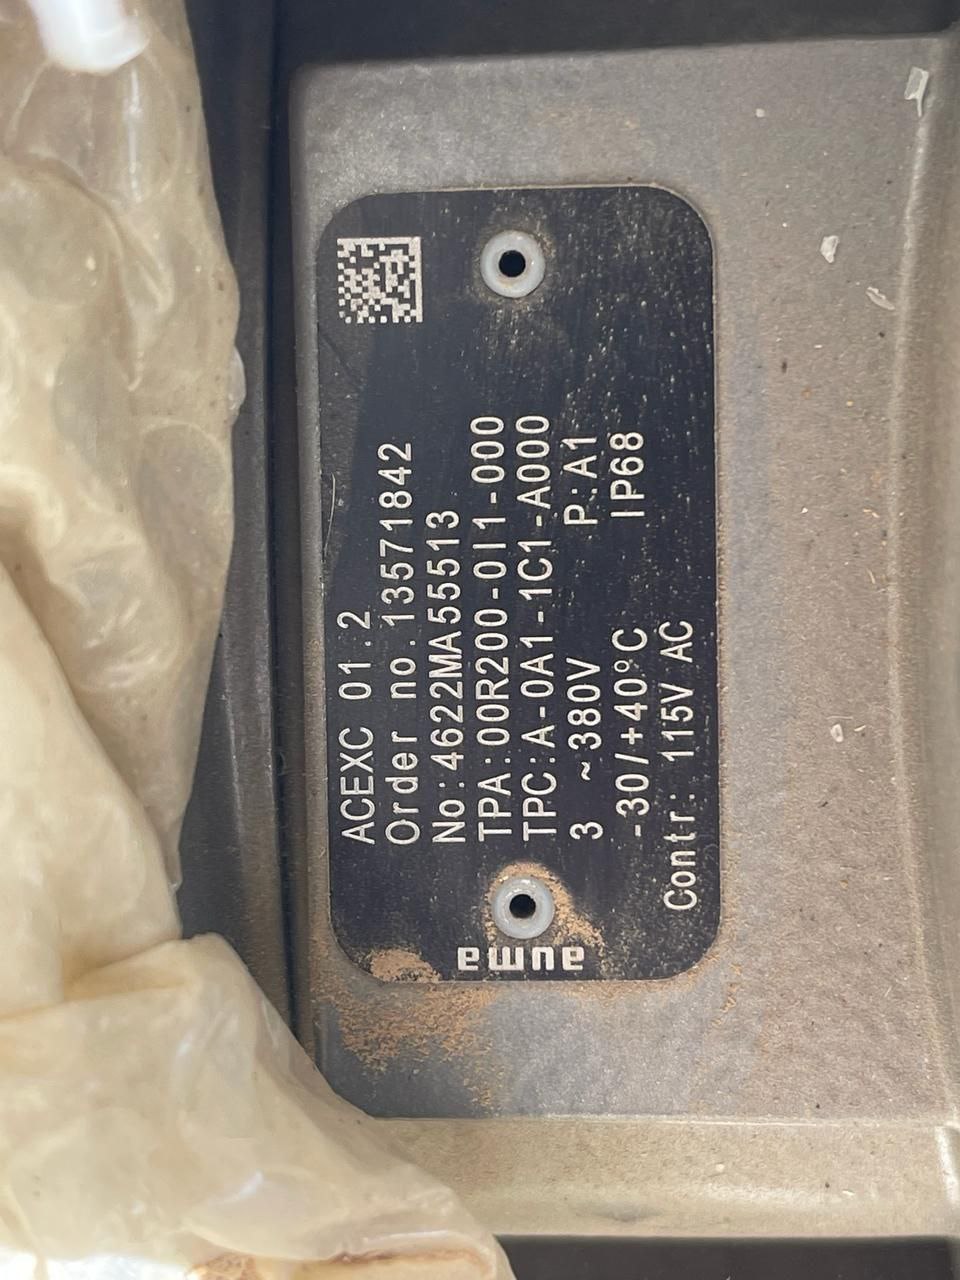 auma
ACEXC 01.2
Order no.13571842
No:4622MA55513
TPA:00R200-0I1-000
TPC:A-0A1-1C1-A000
3 ~380V P:A1
-30/+40°C IP68
Contr: 115V AC